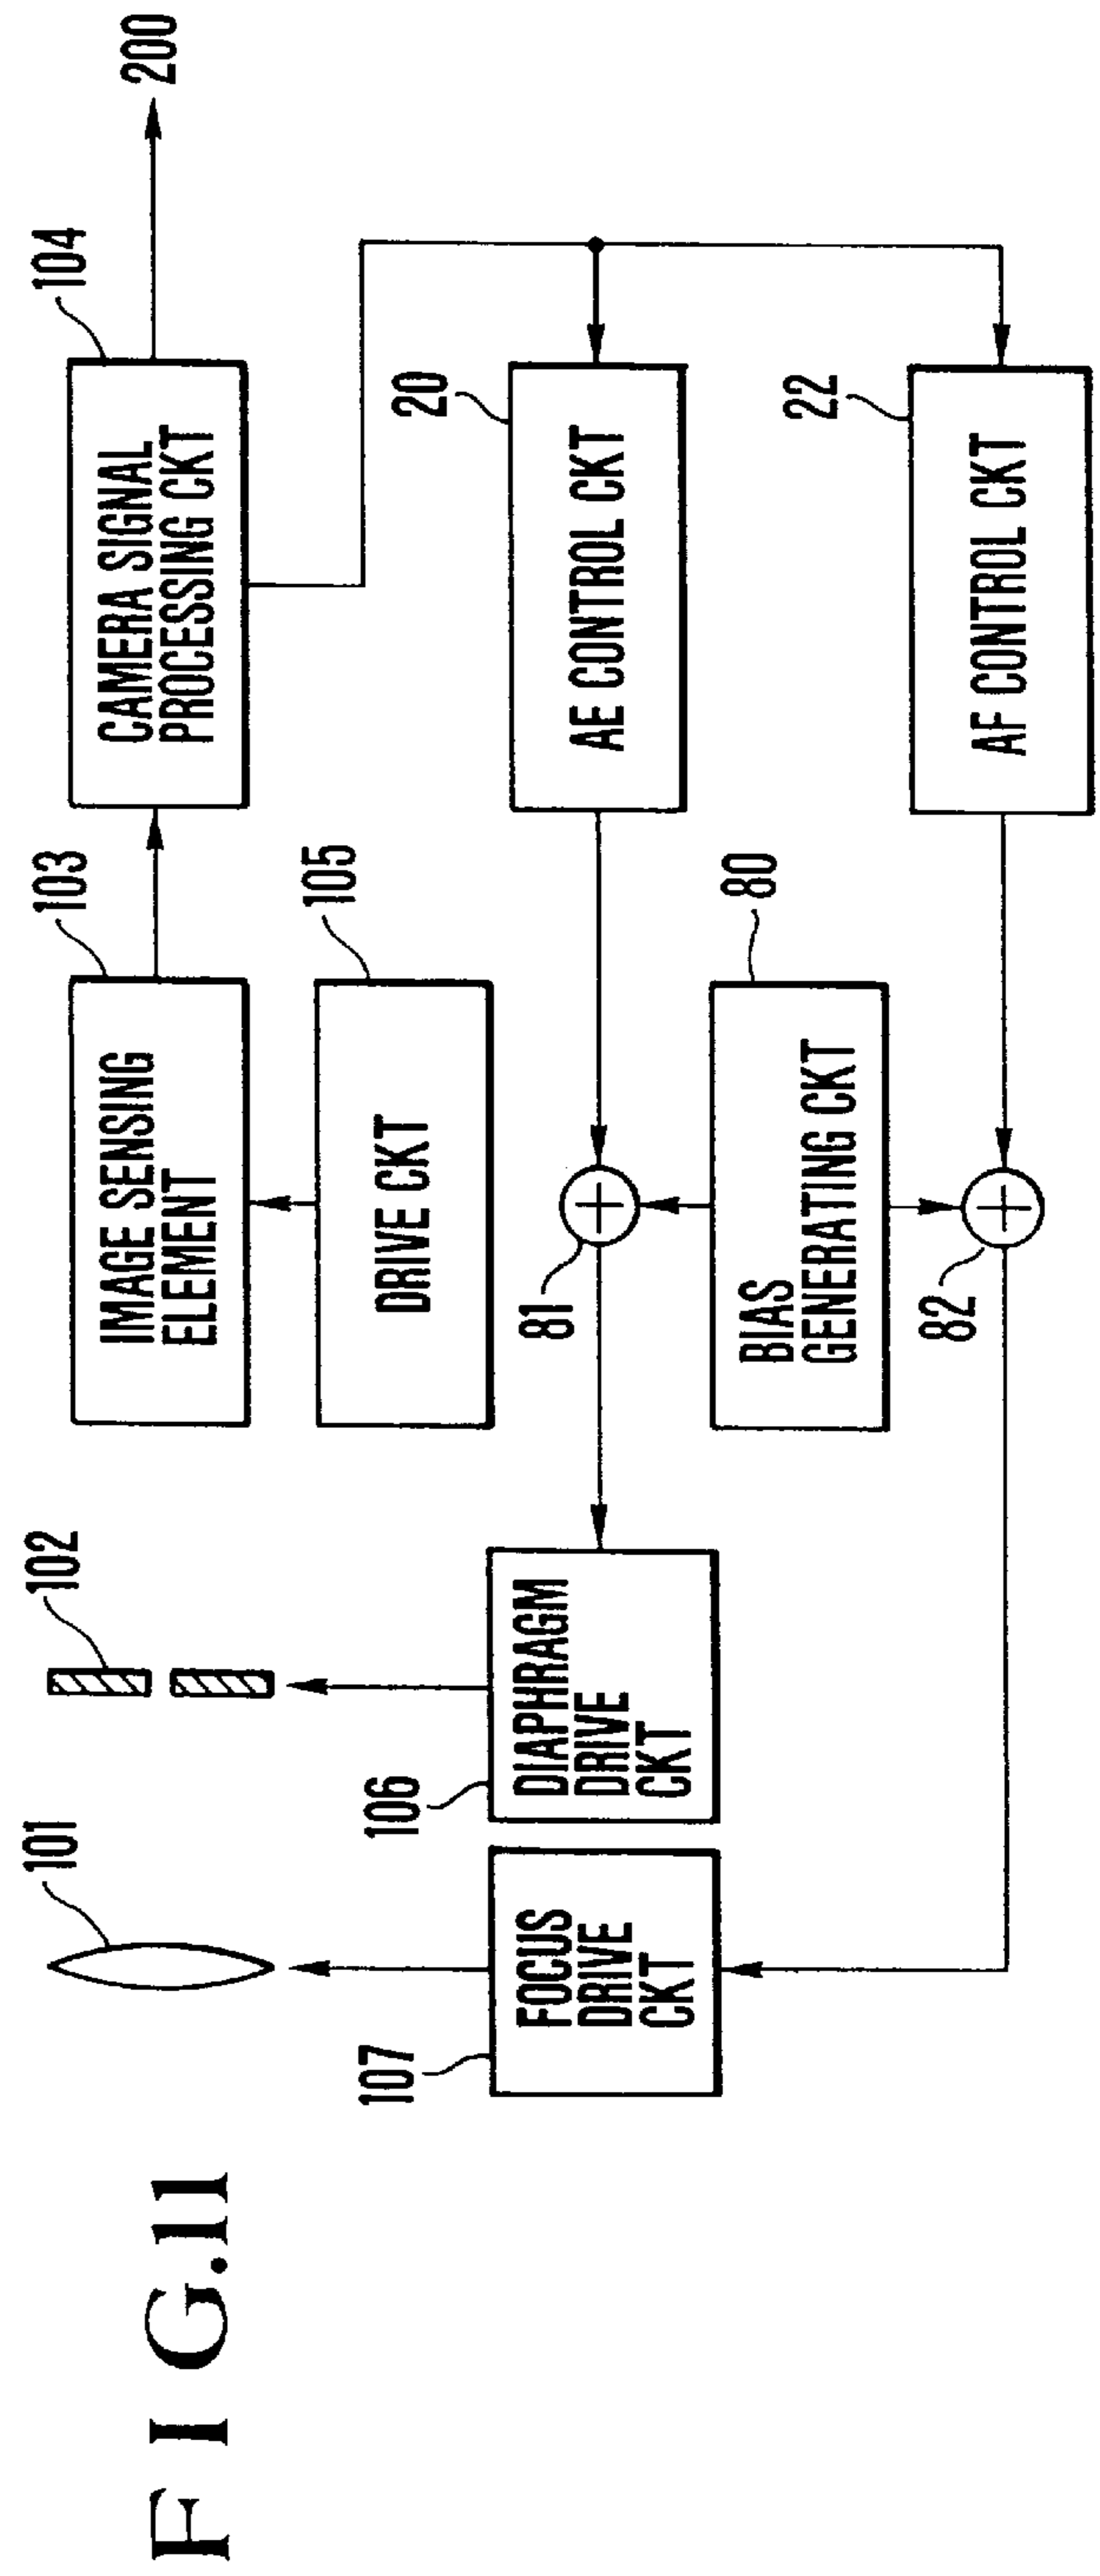 FIG.11
101
102
103
104
200
IMAGE SENSING
ELEMENT
CAMERA SIGNAL
PROCESSING CKT
105
DRIVE CKT
107
FOCUS
DRIVE
CKT
106
DIAPHRAGM
DRIVE
CKT
81
20
AE CONTROL CKT
80
BIAS
GENERATING CKT
82
22
AF CONTROL CKT